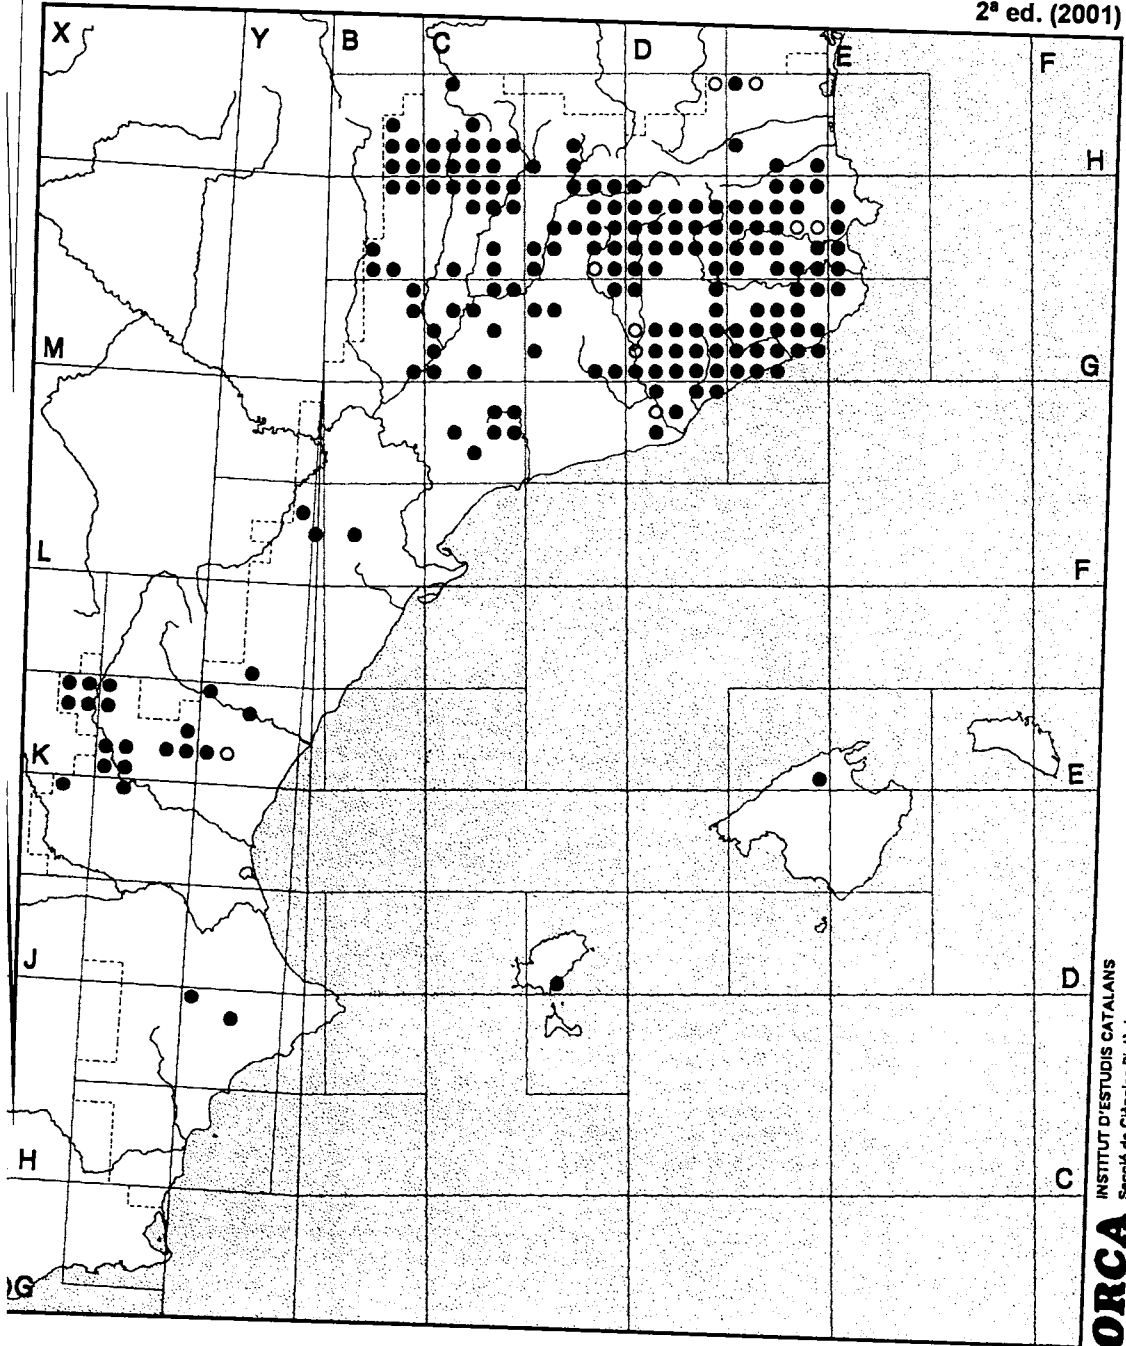 2ª ed. (2001)
X Y B C D E F
H
M G
L F
K E
J D
H C
G
INSTITUT D'ESTUDIS CATALANS
ORCA